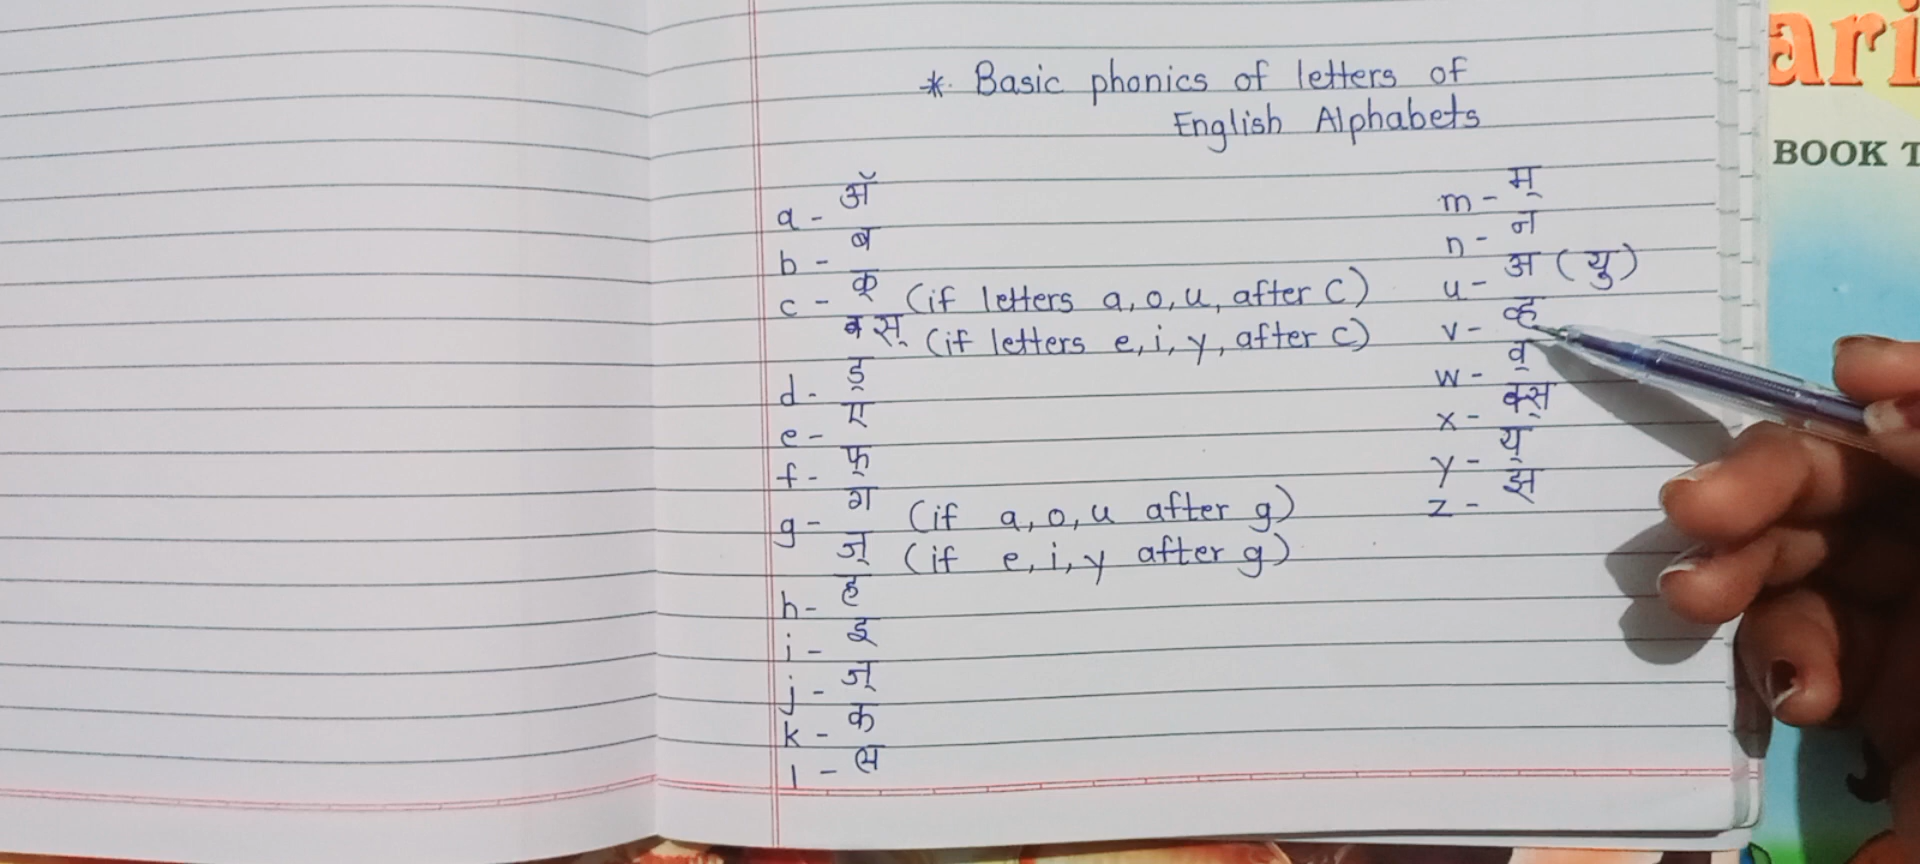 * Basic phonics of letters of
English Alphabets
a - ॲ
b - ब
c - क् (if letters a, o, u, after c)
स् (if letters e, i, y, after c)
d - ड्
e - ए
f - फ्
g - ग (if a, o, u after g)
ज् (if e, i, y after g)
h - ह
i - इ
j - ज्
k - क
l -
m - म्
n - न
u - अ (यु)
v - व्ह
w - व्
x - क्स्
y - य्
z - झ
ari
BOOK